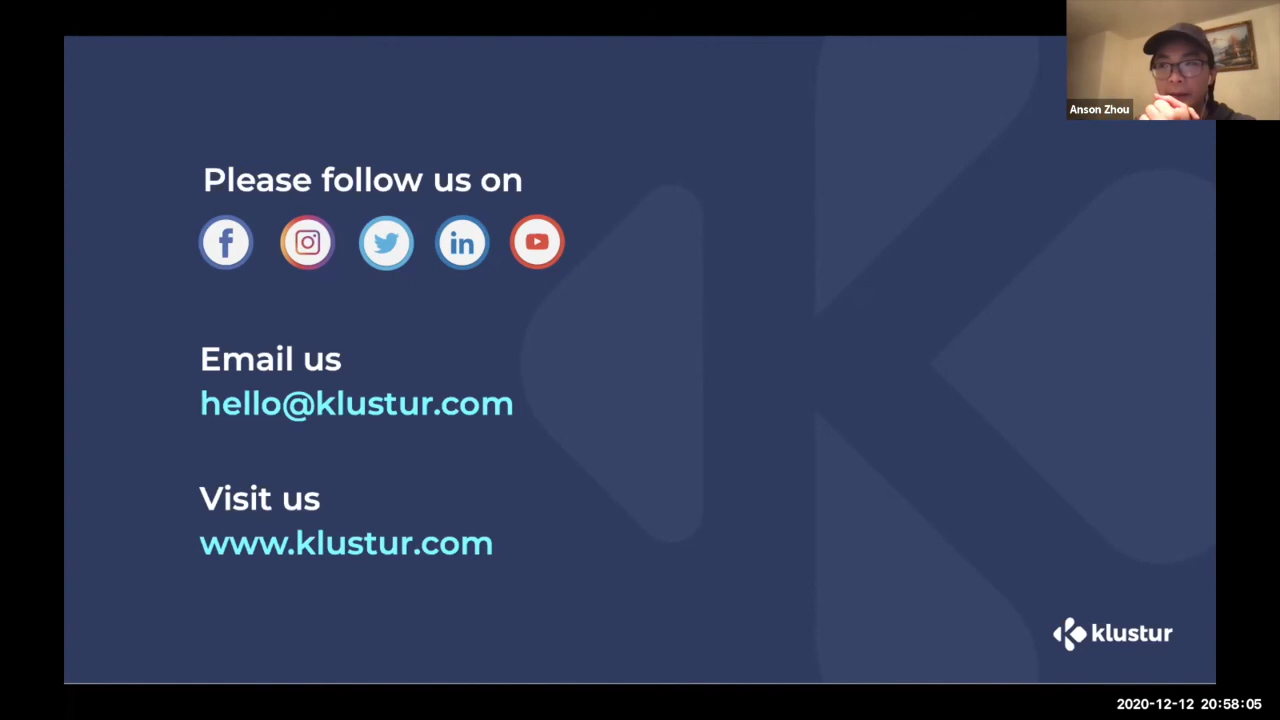 Anson Zhou
Please follow us on
Email us
hello@klustur.com
Visit us
www.klustur.com
klustur
2020-12-12 20:58:05